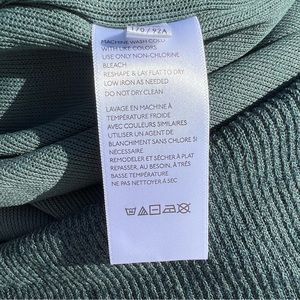 170 / 92A
MACHINE WASH COLD
WITH LIKE COLORS
USE ONLY NON-CHLORINE
BLEACH
RESHAPE & LAY FLAT TO DRY
LOW IRON AS NEEDED
DO NOT DRY CLEAN
LAVAGE EN MACHINE À
TEMPÉRATURE FROIDE
AVEC COULEURS SIMILAIRES
UTILISER UN AGENT DE
BLANCHIMENT SANS CHLORE SI
NÉCESSAIRE
REMODELER ET SÉCHER À PLAT
REPASSER, AU BESOIN, À TRÈS
BASSE TEMPÉRATURE
NE PAS NETTOYER À SEC